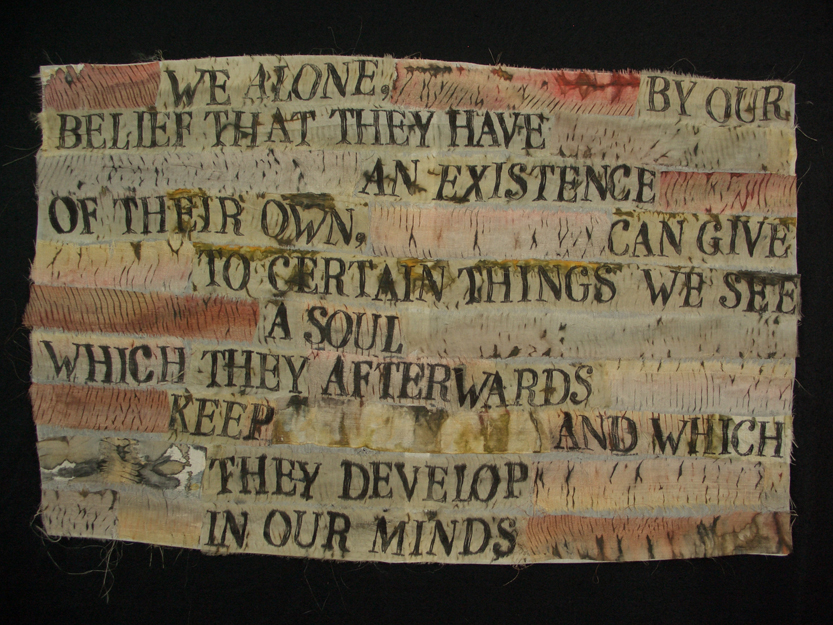 WE ALONE, BY OUR
BELIEF THAT THEY HAVE
AN EXISTENCE
OF THEIR OWN, CAN GIVE
TO CERTAIN THINGS WE SEE
A SOUL
WHICH THEY AFTERWARDS
KEEP AND WHICH
THEY DEVELOP
IN OUR MINDS